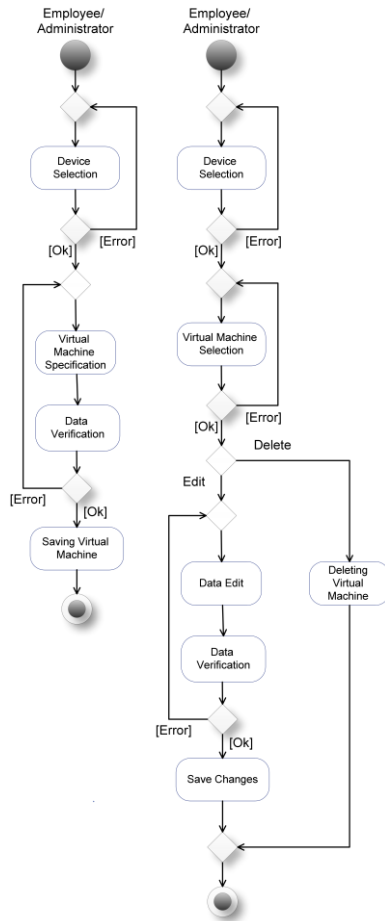 Employee/
Administrator
Device
Selection
[Ok]
[Error]
Virtual
Machine
Specification
Data
Verification
[Error]
[Ok]
Saving Virtual
Machine
Employee/
Administrator
Device
Selection
[Ok]
[Error]
Virtual Machine
Selection
[Ok]
[Error]
Delete
Edit
Data Edit
Deleting
Virtual
Machine
Data
Verification
[Error]
[Ok]
Save Changes